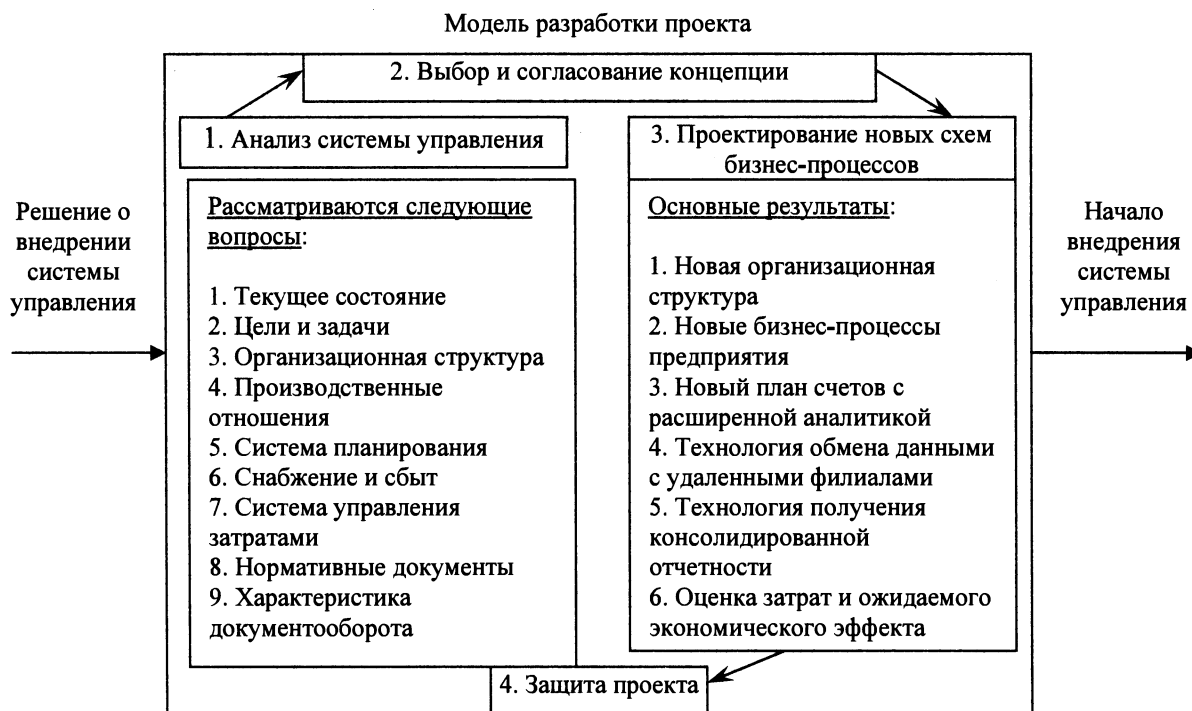 Модель разработки проекта
2. Выбор и согласование концепции
1. Анализ системы управления
3. Проектирование новых схем
бизнес-процессов
Решение о
внедрении
системы
управления
Рассматриваются следующие
вопросы:
1. Текущее состояние
2. Цели и задачи
3. Организационная структура
4. Производственные
отношения
5. Система планирования
6. Снабжение и сбыт
7. Система управления
затратами
8. Нормативные документы
9. Характеристика
документооборота
Основные результаты:
1. Новая организационная
структура
2. Новые бизнес-процессы
предприятия
3. Новый план счетов с
расширенной аналитикой
4. Технология обмена данными
с удаленными филиалами
5. Технология получения
консолидированной
отчетности
6. Оценка затрат и ожидаемого
экономического эффекта
Начало
внедрения
системы
управления
4. Защита проекта